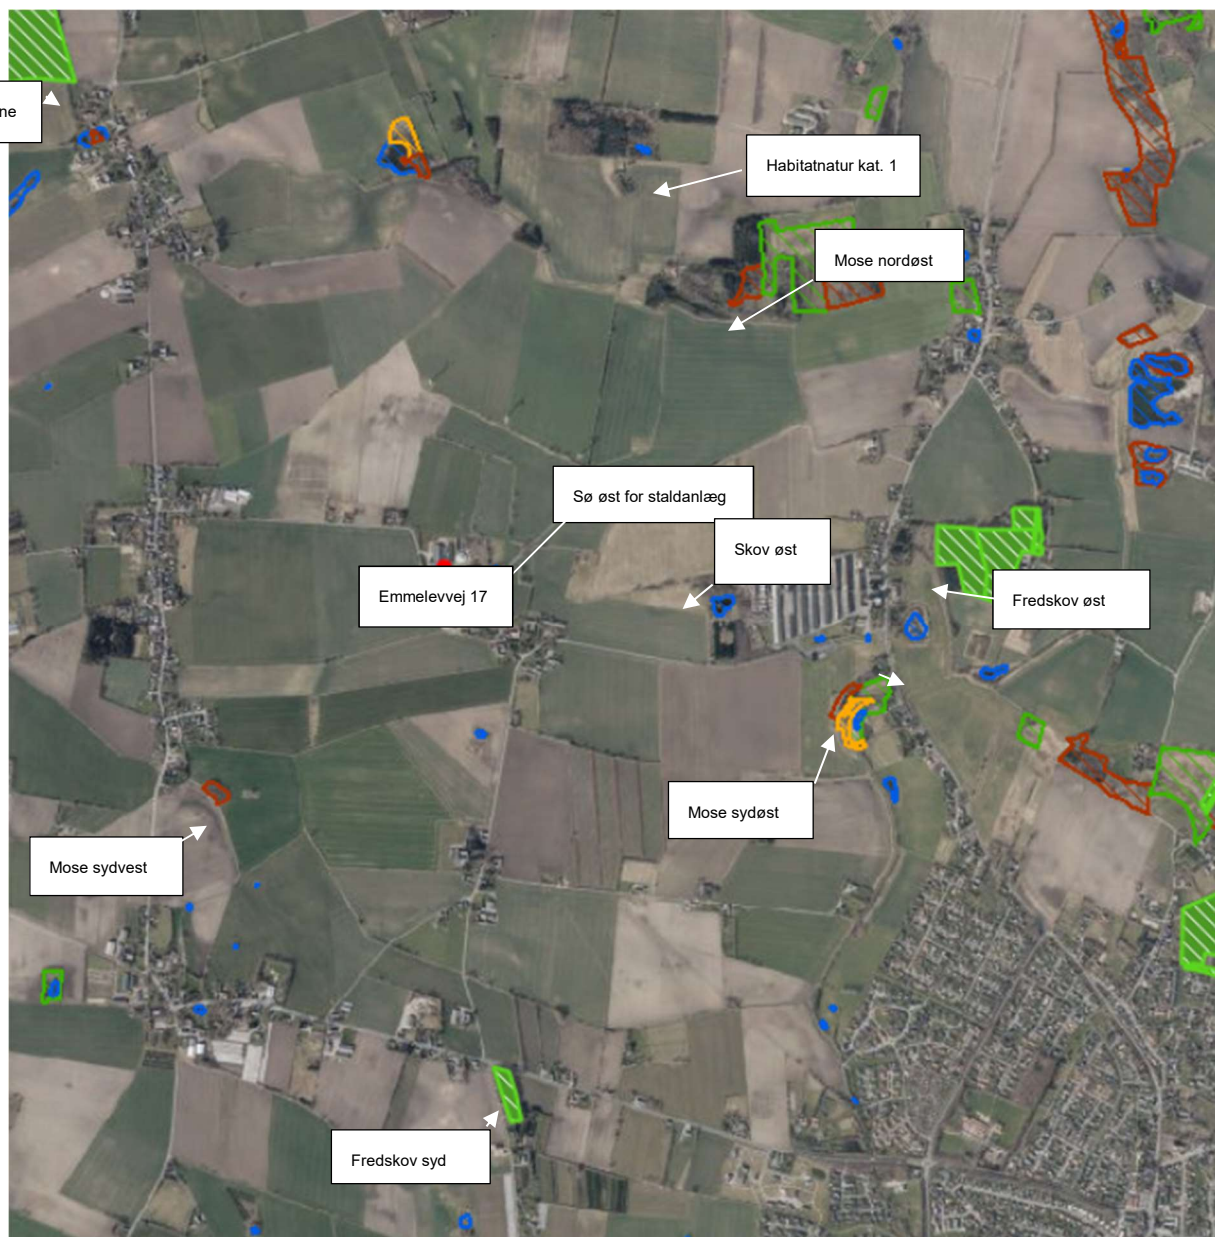 ne
Habitatnatur kat. 1
Mose nordøst
Sø øst for staldanlæg
Skov øst
Emmelevvej 17
Fredskov øst
Mose sydøst
Mose sydvest
Fredskov syd